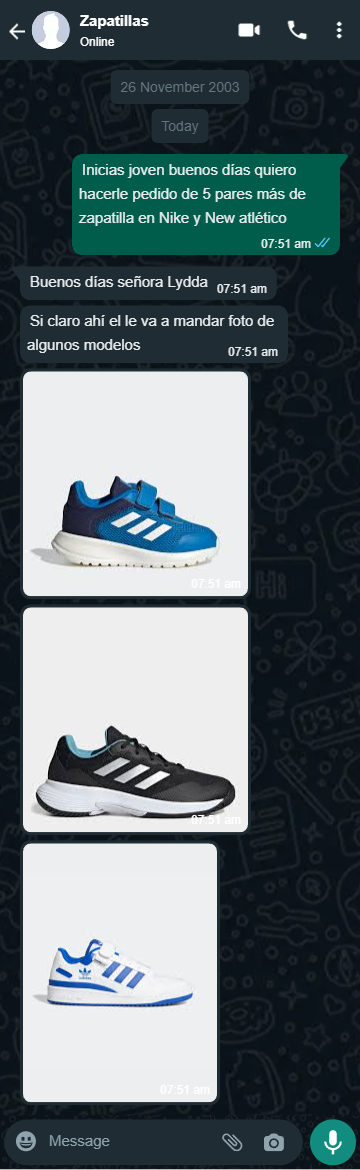 Zapatillas
Online
26 November 2003
Today
Inicias joven buenos días quiero
hacerle pedido de 5 pares más de
zapatilla en Nike y New atlético
07:51 am
Buenos días señora Lydda
07:51 am
Si claro ahí el le va a mandar foto de
algunos modelos
07:51 am
07:51 am
07:51 am
07:51 am
Message